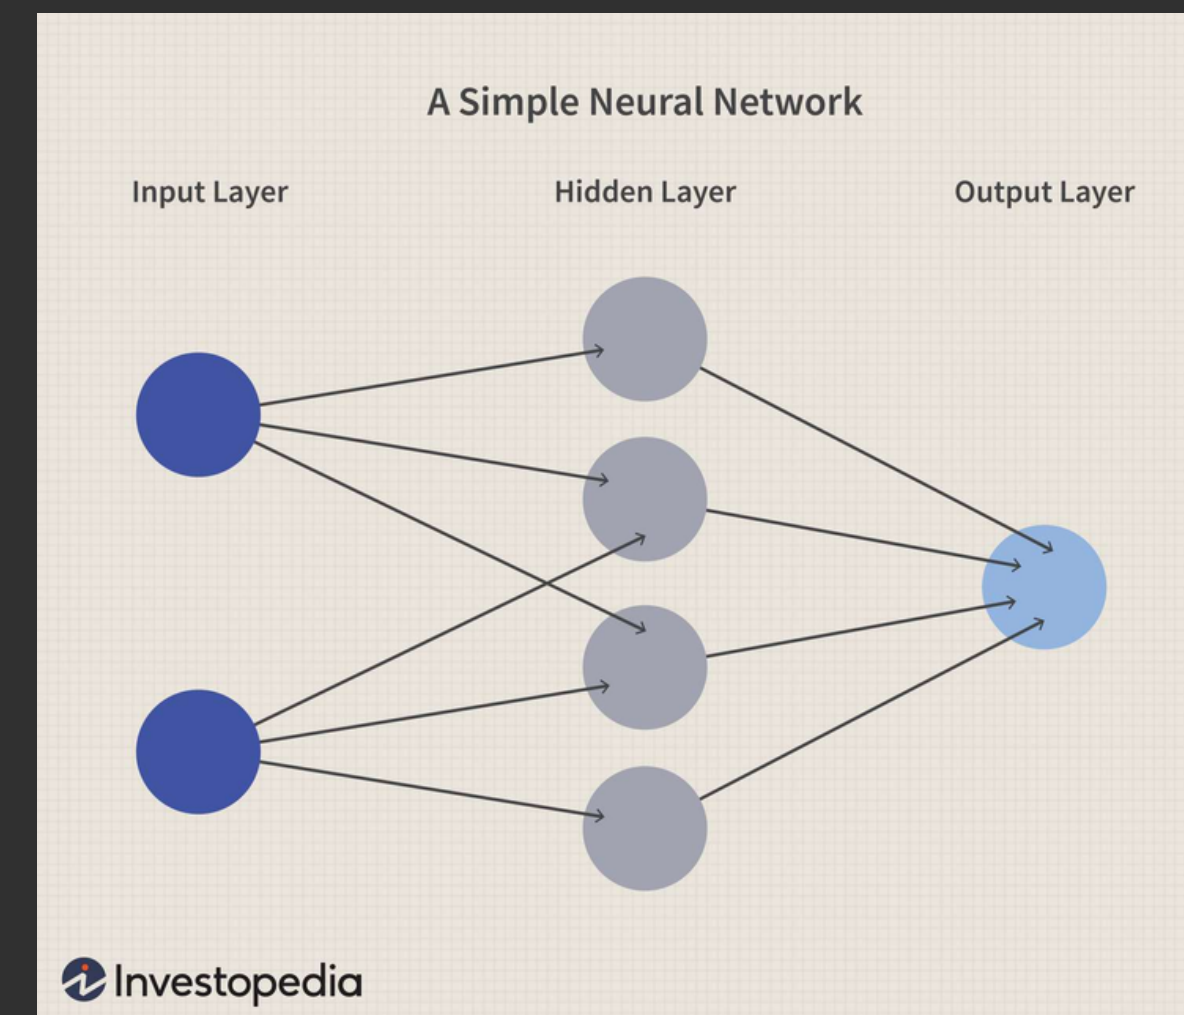 A Simple Neural Network
Input Layer
Hidden Layer
Output Layer
Investopedia